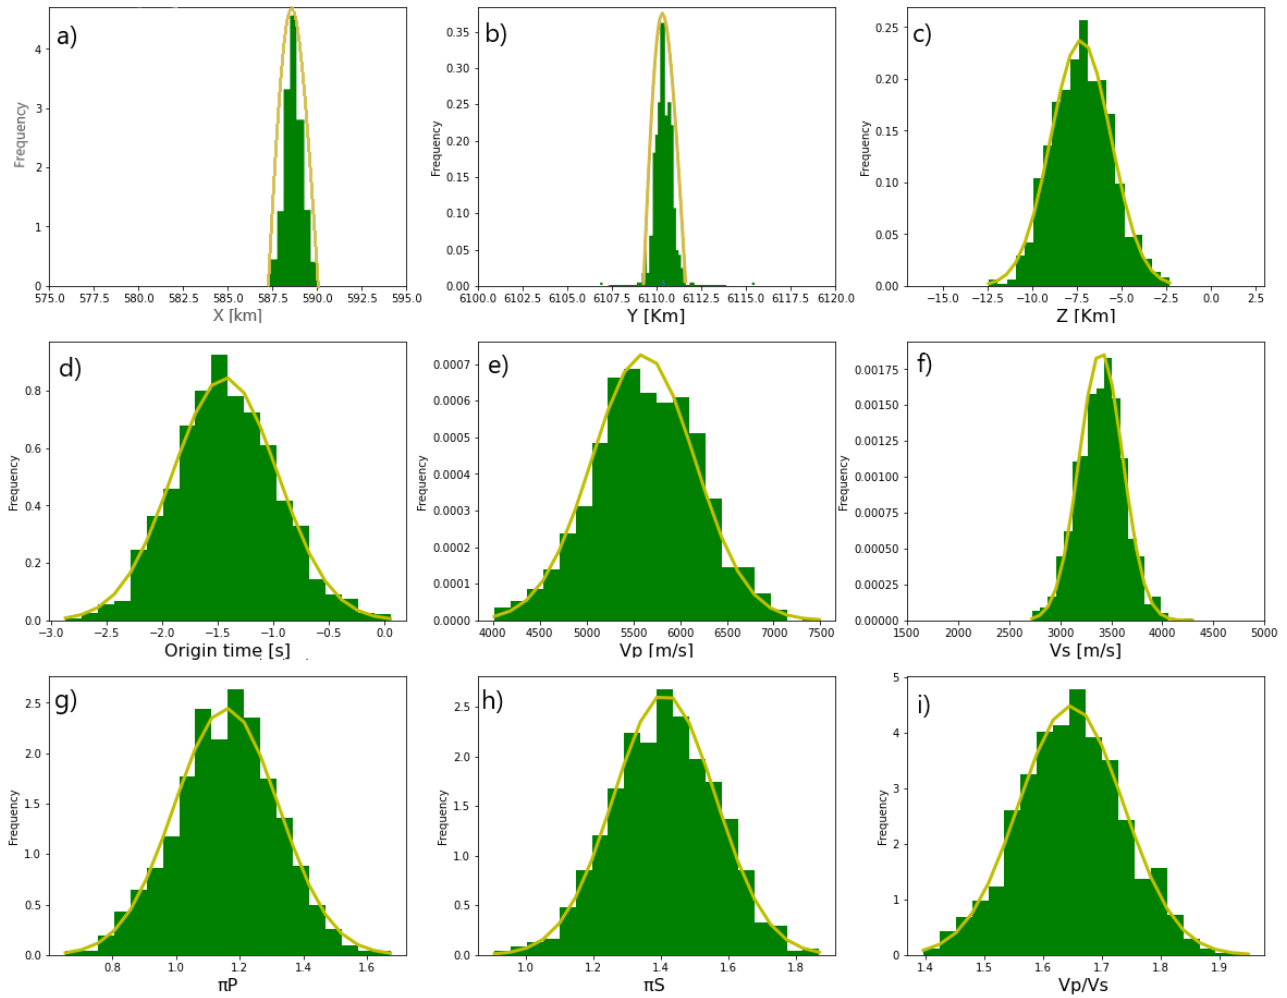 a)
Frequency
4
3
2
1
0
575.0 577.5 580.0 582.5 585.0 587.5 590.0 592.5 595.0
X [km]
b)
Frequency
0.35
0.30
0.25
0.20
0.15
0.10
0.05
0.00
6100.0 6102.5 6105.0 6107.5 6110.0 6112.5 6115.0 6117.5 6120.0
Y [Km]
c)
Frequency
0.25
0.20
0.15
0.10
0.05
0.00
−15.0 −12.5 −10.0 −7.5 −5.0 −2.5 0.0 2.5
Z [Km]
d)
Frequency
0.8
0.6
0.4
0.2
0.0
−3.0 −2.5 −2.0 −1.5 −1.0 −0.5 0.0
Origin time [s]
e)
Frequency
0.0007
0.0006
0.0005
0.0004
0.0003
0.0002
0.0001
0.0000
4000 4500 5000 5500 6000 6500 7000 7500
Vp [m/s]
f)
Frequency
0.00175
0.00150
0.00125
0.00100
0.00075
0.00050
0.00025
0.00000
1500 2000 2500 3000 3500 4000 4500 5000
Vs [m/s]
g)
Frequency
2.5
2.0
1.5
1.0
0.5
0.0
0.8 1.0 1.2 1.4 1.6
πP
h)
Frequency
2.5
2.0
1.5
1.0
0.5
0.0
1.0 1.2 1.4 1.6 1.8
πS
i)
Frequency
5
4
3
2
1
0
1.4 1.5 1.6 1.7 1.8 1.9
Vp/Vs